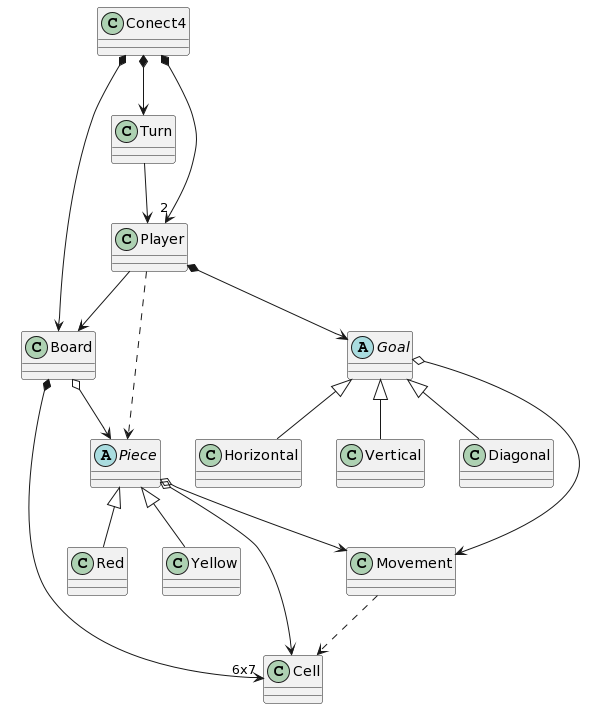 C Conect4
C Turn
2
C Player
C Board
A Goal
A Piece
C Horizontal
C Vertical
C Diagonal
C Red
C Yellow
C Movement
6x7
C Cell